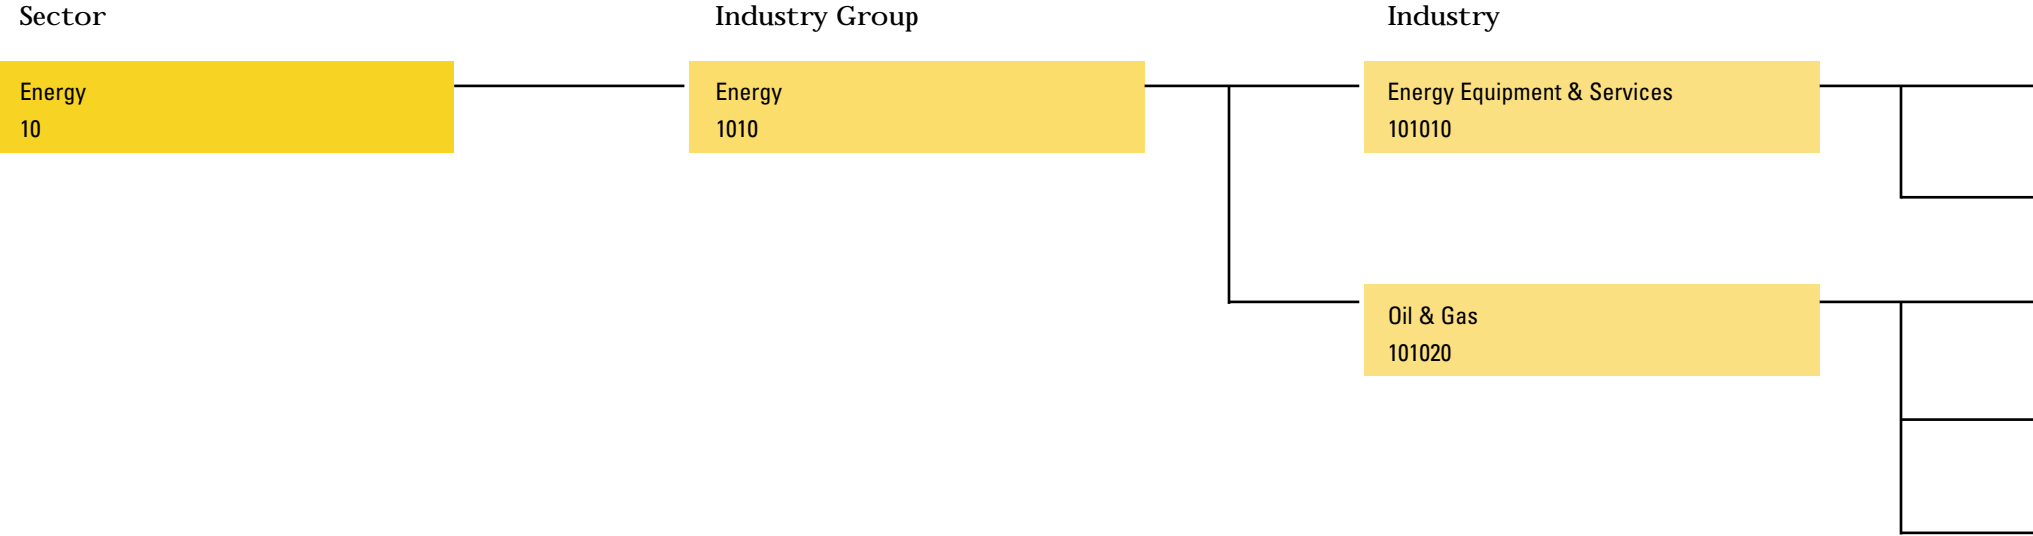 Sector
Industry Group
Industry
Energy
10
Energy
1010
Energy Equipment & Services
101010
Oil & Gas
101020